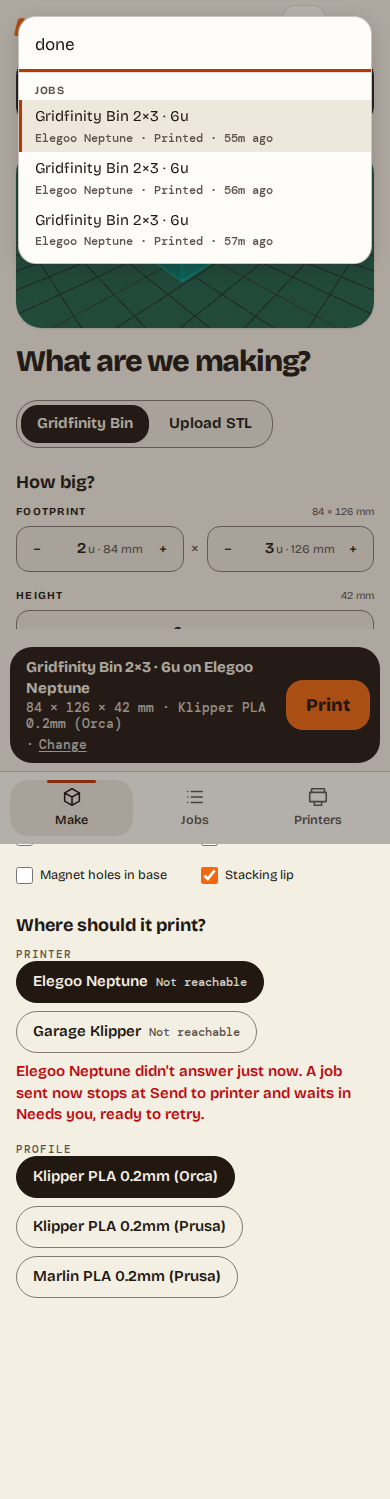 done
JOBS
Gridfinity Bin 2×3 · 6u
Elegoo Neptune · Printed · 55m ago
Gridfinity Bin 2×3 · 6u
Elegoo Neptune · Printed · 56m ago
Gridfinity Bin 2×3 · 6u
Elegoo Neptune · Printed · 57m ago
What are we making?
Gridfinity Bin Upload STL
How big?
FOOTPRINT 84 × 126 mm
− 2 u · 84 mm + × − 3 u · 126 mm +
HEIGHT 42 mm
Gridfinity Bin 2×3 · 6u on Elegoo
Neptune
84 × 126 × 42 mm · Klipper PLA
0.2mm (Orca)
· Change
Print
Make Jobs Printers
Magnet holes in base Stacking lip
Where should it print?
PRINTER
Elegoo Neptune Not reachable
Garage Klipper Not reachable
Elegoo Neptune didn't answer just now. A job
sent now stops at Send to printer and waits in
Needs you, ready to retry.
PROFILE
Klipper PLA 0.2mm (Orca)
Klipper PLA 0.2mm (Prusa)
Marlin PLA 0.2mm (Prusa)